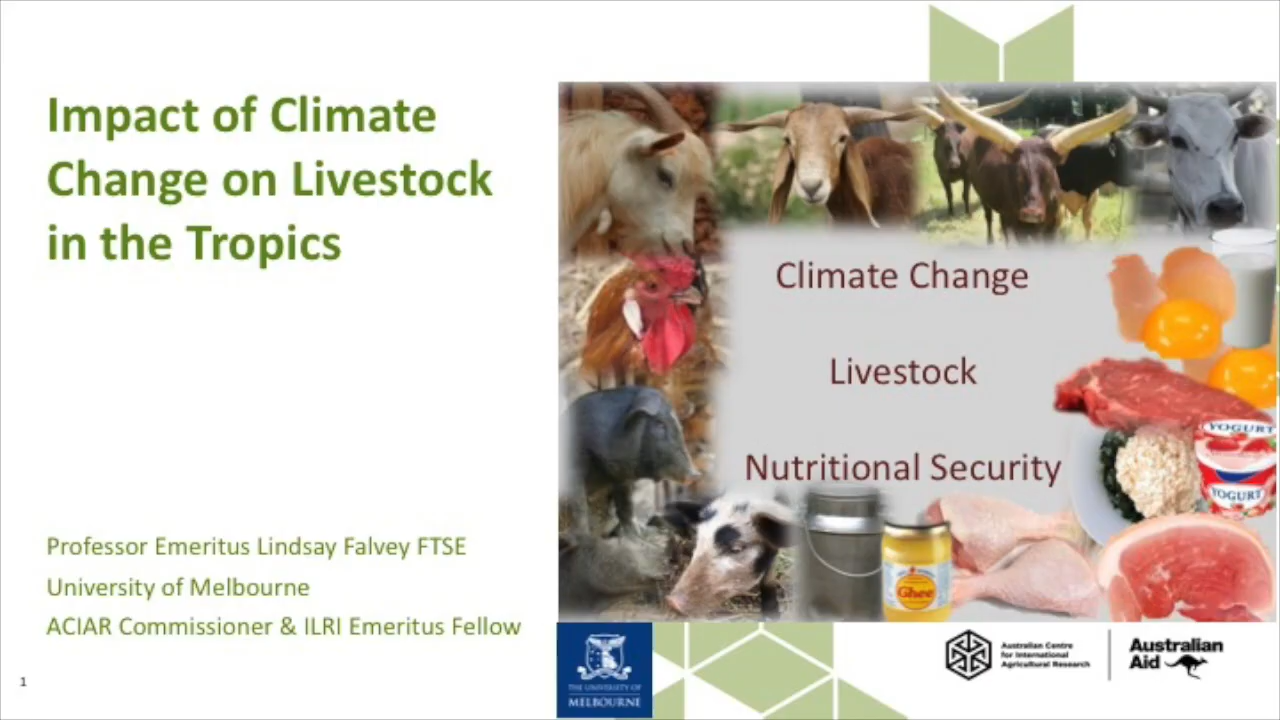 Impact of Climate
Change on Livestock
in the Tropics
Climate Change
Livestock
Nutritional Security
YOGURT
YOGURT
Ghee
Professor Emeritus Lindsay Falvey FTSE
University of Melbourne
ACIAR Commissioner & ILRI Emeritus Fellow
1
THE UNIVERSITY OF
MELBOURNE
Australian Centre
for International
Agricultural Research
Australian
Aid